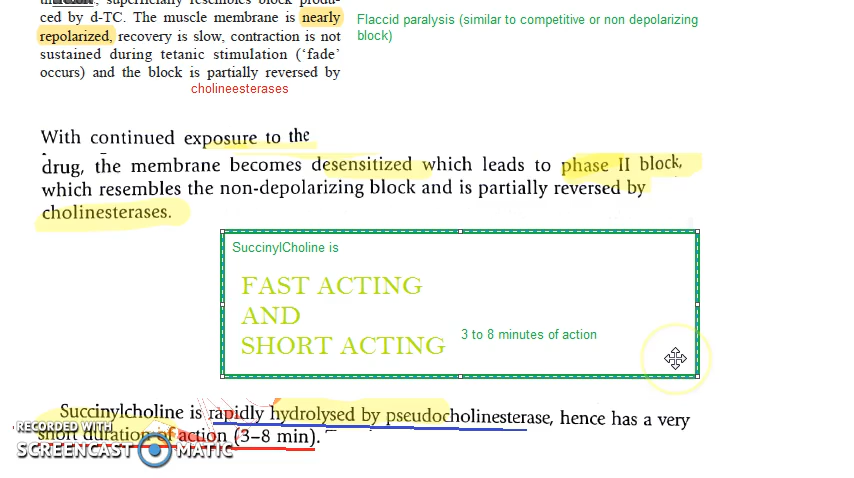 superficially resembles block produ-
ced by d-TC. The muscle membrane is nearly
repolarized, recovery is slow, contraction is not
sustained during tetanic stimulation (‘fade’
occurs) and the block is partially reversed by
cholineesterases
Flaccid paralysis (similar to competitive or non depolarizing
block)
With continued exposure to the
drug, the membrane becomes desensitized which leads to phase II block,
which resembles the non-depolarizing block and is partially reversed by
cholinesterases.
SuccinylCholine is
FAST ACTING
AND
SHORT ACTING
3 to 8 minutes of action
Succinylcholine is rapidly hydrolysed by pseudocholinesterase, hence has a very
short duration of action (3–8 min).
RECORDED WITH
SCREENCAST MATIC